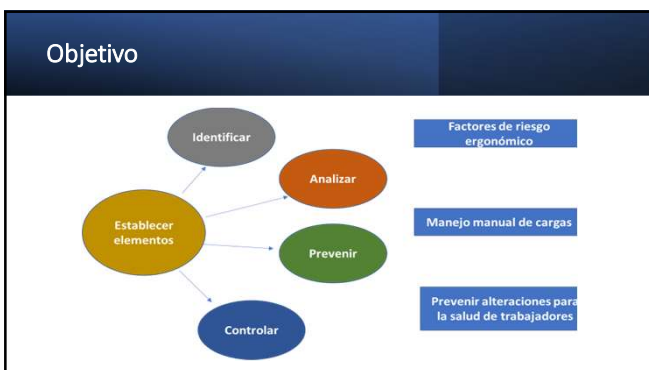 Objetivo
Identificar
Factores de riesgo
ergonómico
Analizar
Establecer
elementos
Manejo manual de cargas
Prevenir
Prevenir alteraciones para
la salud de trabajadores
Controlar